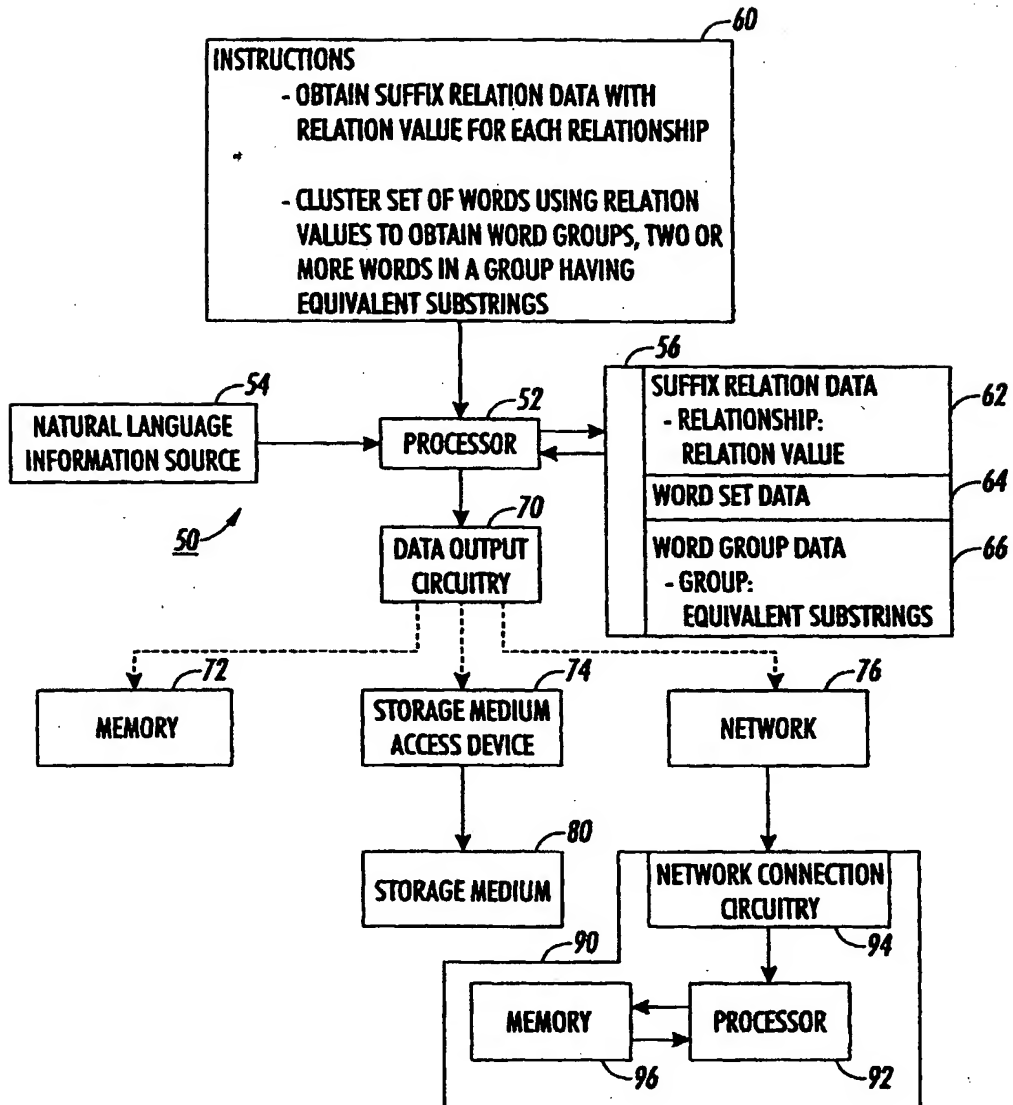 60
INSTRUCTIONS
- OBTAIN SUFFIX RELATION DATA WITH
RELATION VALUE FOR EACH RELATIONSHIP
- CLUSTER SET OF WORDS USING RELATION
VALUES TO OBTAIN WORD GROUPS, TWO OR
MORE WORDS IN A GROUP HAVING
EQUIVALENT SUBSTRINGS
54
NATURAL LANGUAGE
INFORMATION SOURCE
52
PROCESSOR
56
SUFFIX RELATION DATA
- RELATIONSHIP:
RELATION VALUE
62
WORD SET DATA
64
WORD GROUP DATA
- GROUP:
EQUIVALENT SUBSTRINGS
66
50
70
DATA OUTPUT
CIRCUITRY
72
MEMORY
74
STORAGE MEDIUM
ACCESS DEVICE
76
NETWORK
80
STORAGE MEDIUM
NETWORK CONNECTION
CIRCUITRY
94
90
MEMORY
96
PROCESSOR
92